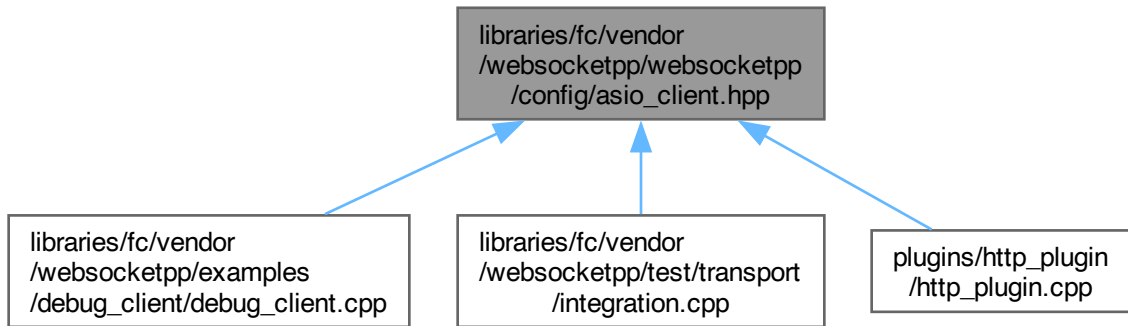 libraries/fc/vendor
/websocketpp/websocketpp
/config/asio_client.hpp
libraries/fc/vendor
/websocketpp/examples
/debug_client/debug_client.cpp
libraries/fc/vendor
/websocketpp/test/transport
/integration.cpp
plugins/http_plugin
/http_plugin.cpp